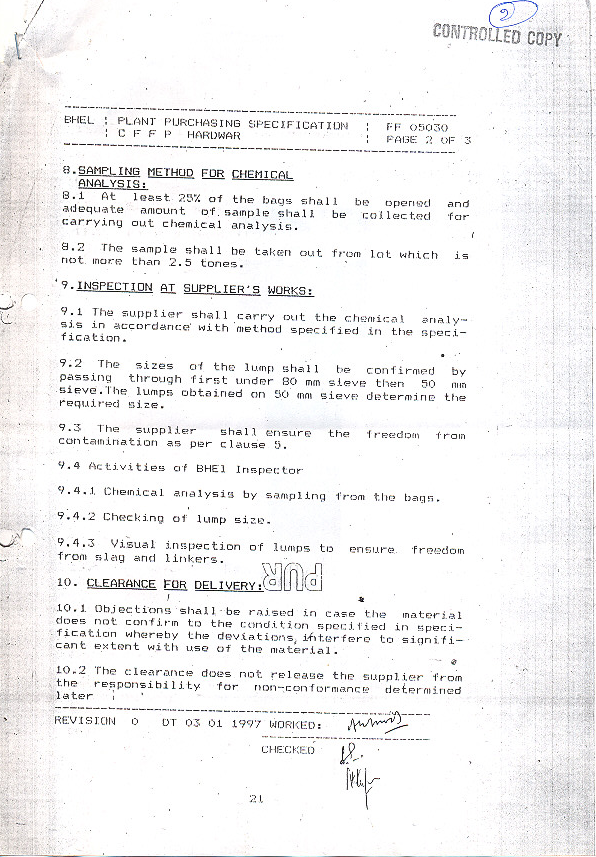 2
CONTROLLED COPY
BHEL ¦ PLANT PURCHASING SPECIFICATION ¦ PF 05030
¦ C F F P HARDWAR ¦ PAGE 2 OF 3
8.SAMPLING METHOD FOR CHEMICAL
ANALYSIS:
8.1 At least 25% of the bags shall be opened and
adequate amount of sample shall be collected for
carrying out chemical analysis.
8.2 The sample shall be taken out from lot which is
not more than 2.5 tones.
9.INSPECTION AT SUPPLIER'S WORKS:
9.1 The supplier shall carry out the chemical analy-
sis in accordance with method specified in the speci-
fication.
9.2 The sizes of the lump shall be confirmed by
passing through first under 80 mm sieve then 50 mm
sieve.The lumps obtained on 50 mm sieve determine the
required size.
9.3 The supplier shall ensure the freedom from
contamination as per clause 5.
9.4 Activities of BHEl Inspector
9.4.1 Chemical analysis by sampling from the bags.
9.4.2 Checking of lump size.
9.4.3 Visual inspection of lumps to ensure freedom
from slag and linkers.
10. CLEARANCE FOR DELIVERY:
PUR
10.1 Objections shall be raised in case the material
does not confirm to the condition specified in speci-
fication whereby the deviations interfere to signifi-
cant extent with use of the material.
10.2 The clearance does not release the supplier from
the responsibility for non-conformance determined
later
REVISION 0 DT 03 01 1997 WORKED:
CHECKED
21